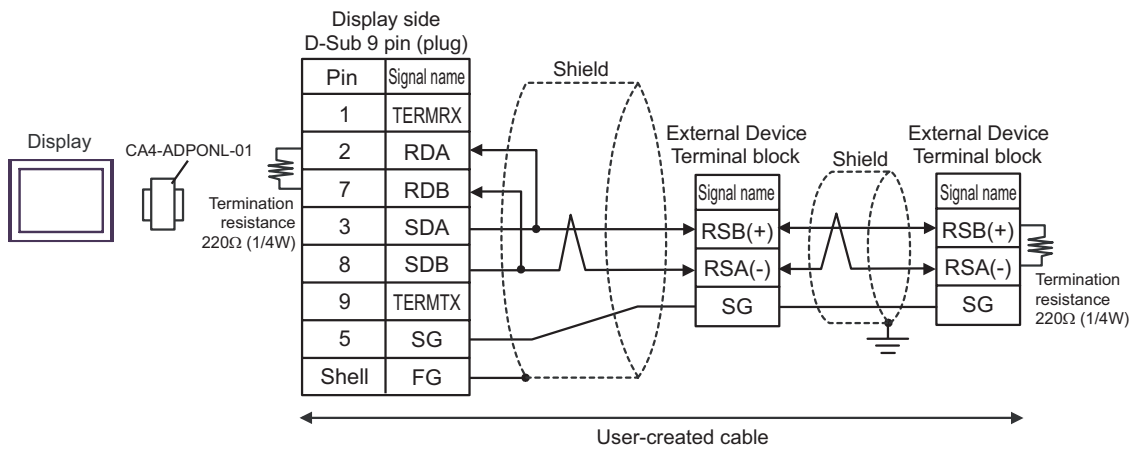 Display side
D-Sub 9 pin (plug)
Pin Signal name
1 TERMRX
2 RDA
7 RDB
3 SDA
8 SDB
9 TERMTX
5 SG
Shell FG
Display
CA4-ADPONL-01
Termination
resistance
220Ω (1/4W)
Shield
External Device
Terminal block
Signal name
RSB(+)
RSA(-)
SG
Shield
External Device
Terminal block
Signal name
RSB(+)
RSA(-)
SG
Termination
resistance
220Ω (1/4W)
User-created cable